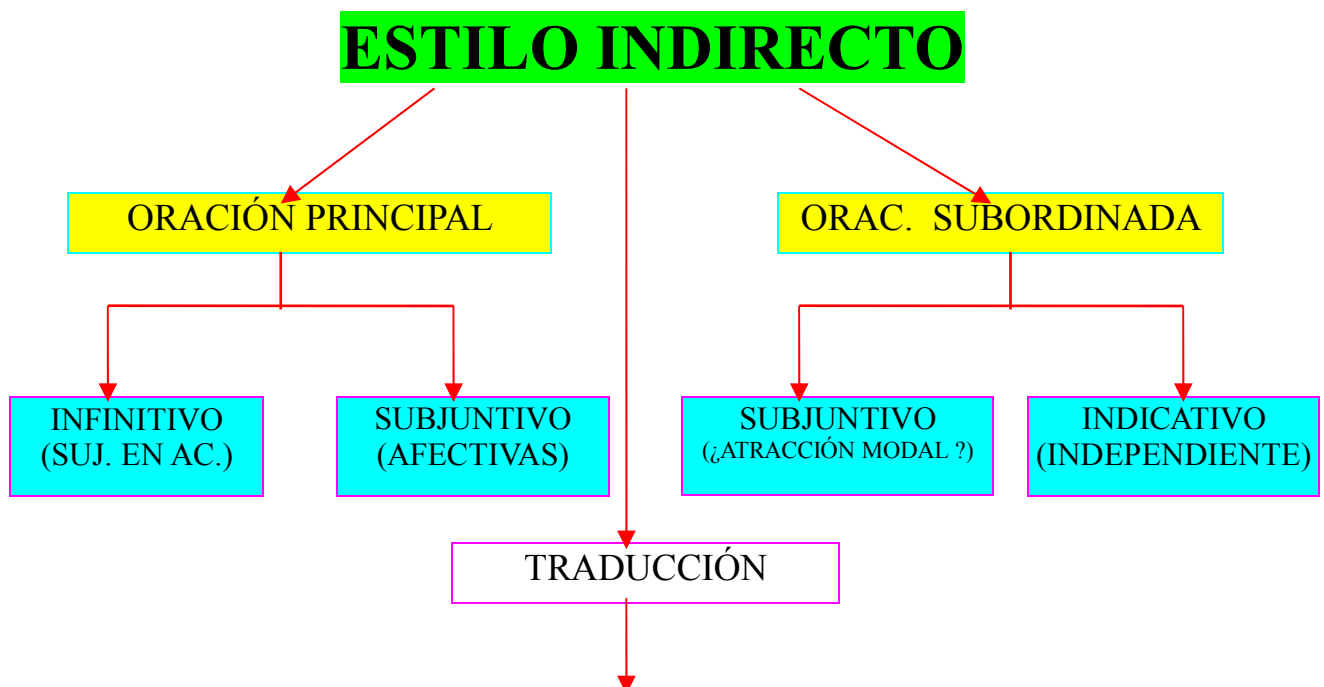 ESTILO INDIRECTO
ORACIÓN PRINCIPAL
ORAC. SUBORDINADA
INFINITIVO
(SUJ. EN AC.)
SUBJUNTIVO
(AFECTIVAS)
SUBJUNTIVO
(¿ATRACCIÓN MODAL ?)
INDICATIVO
(INDEPENDIENTE)
TRADUCCIÓN